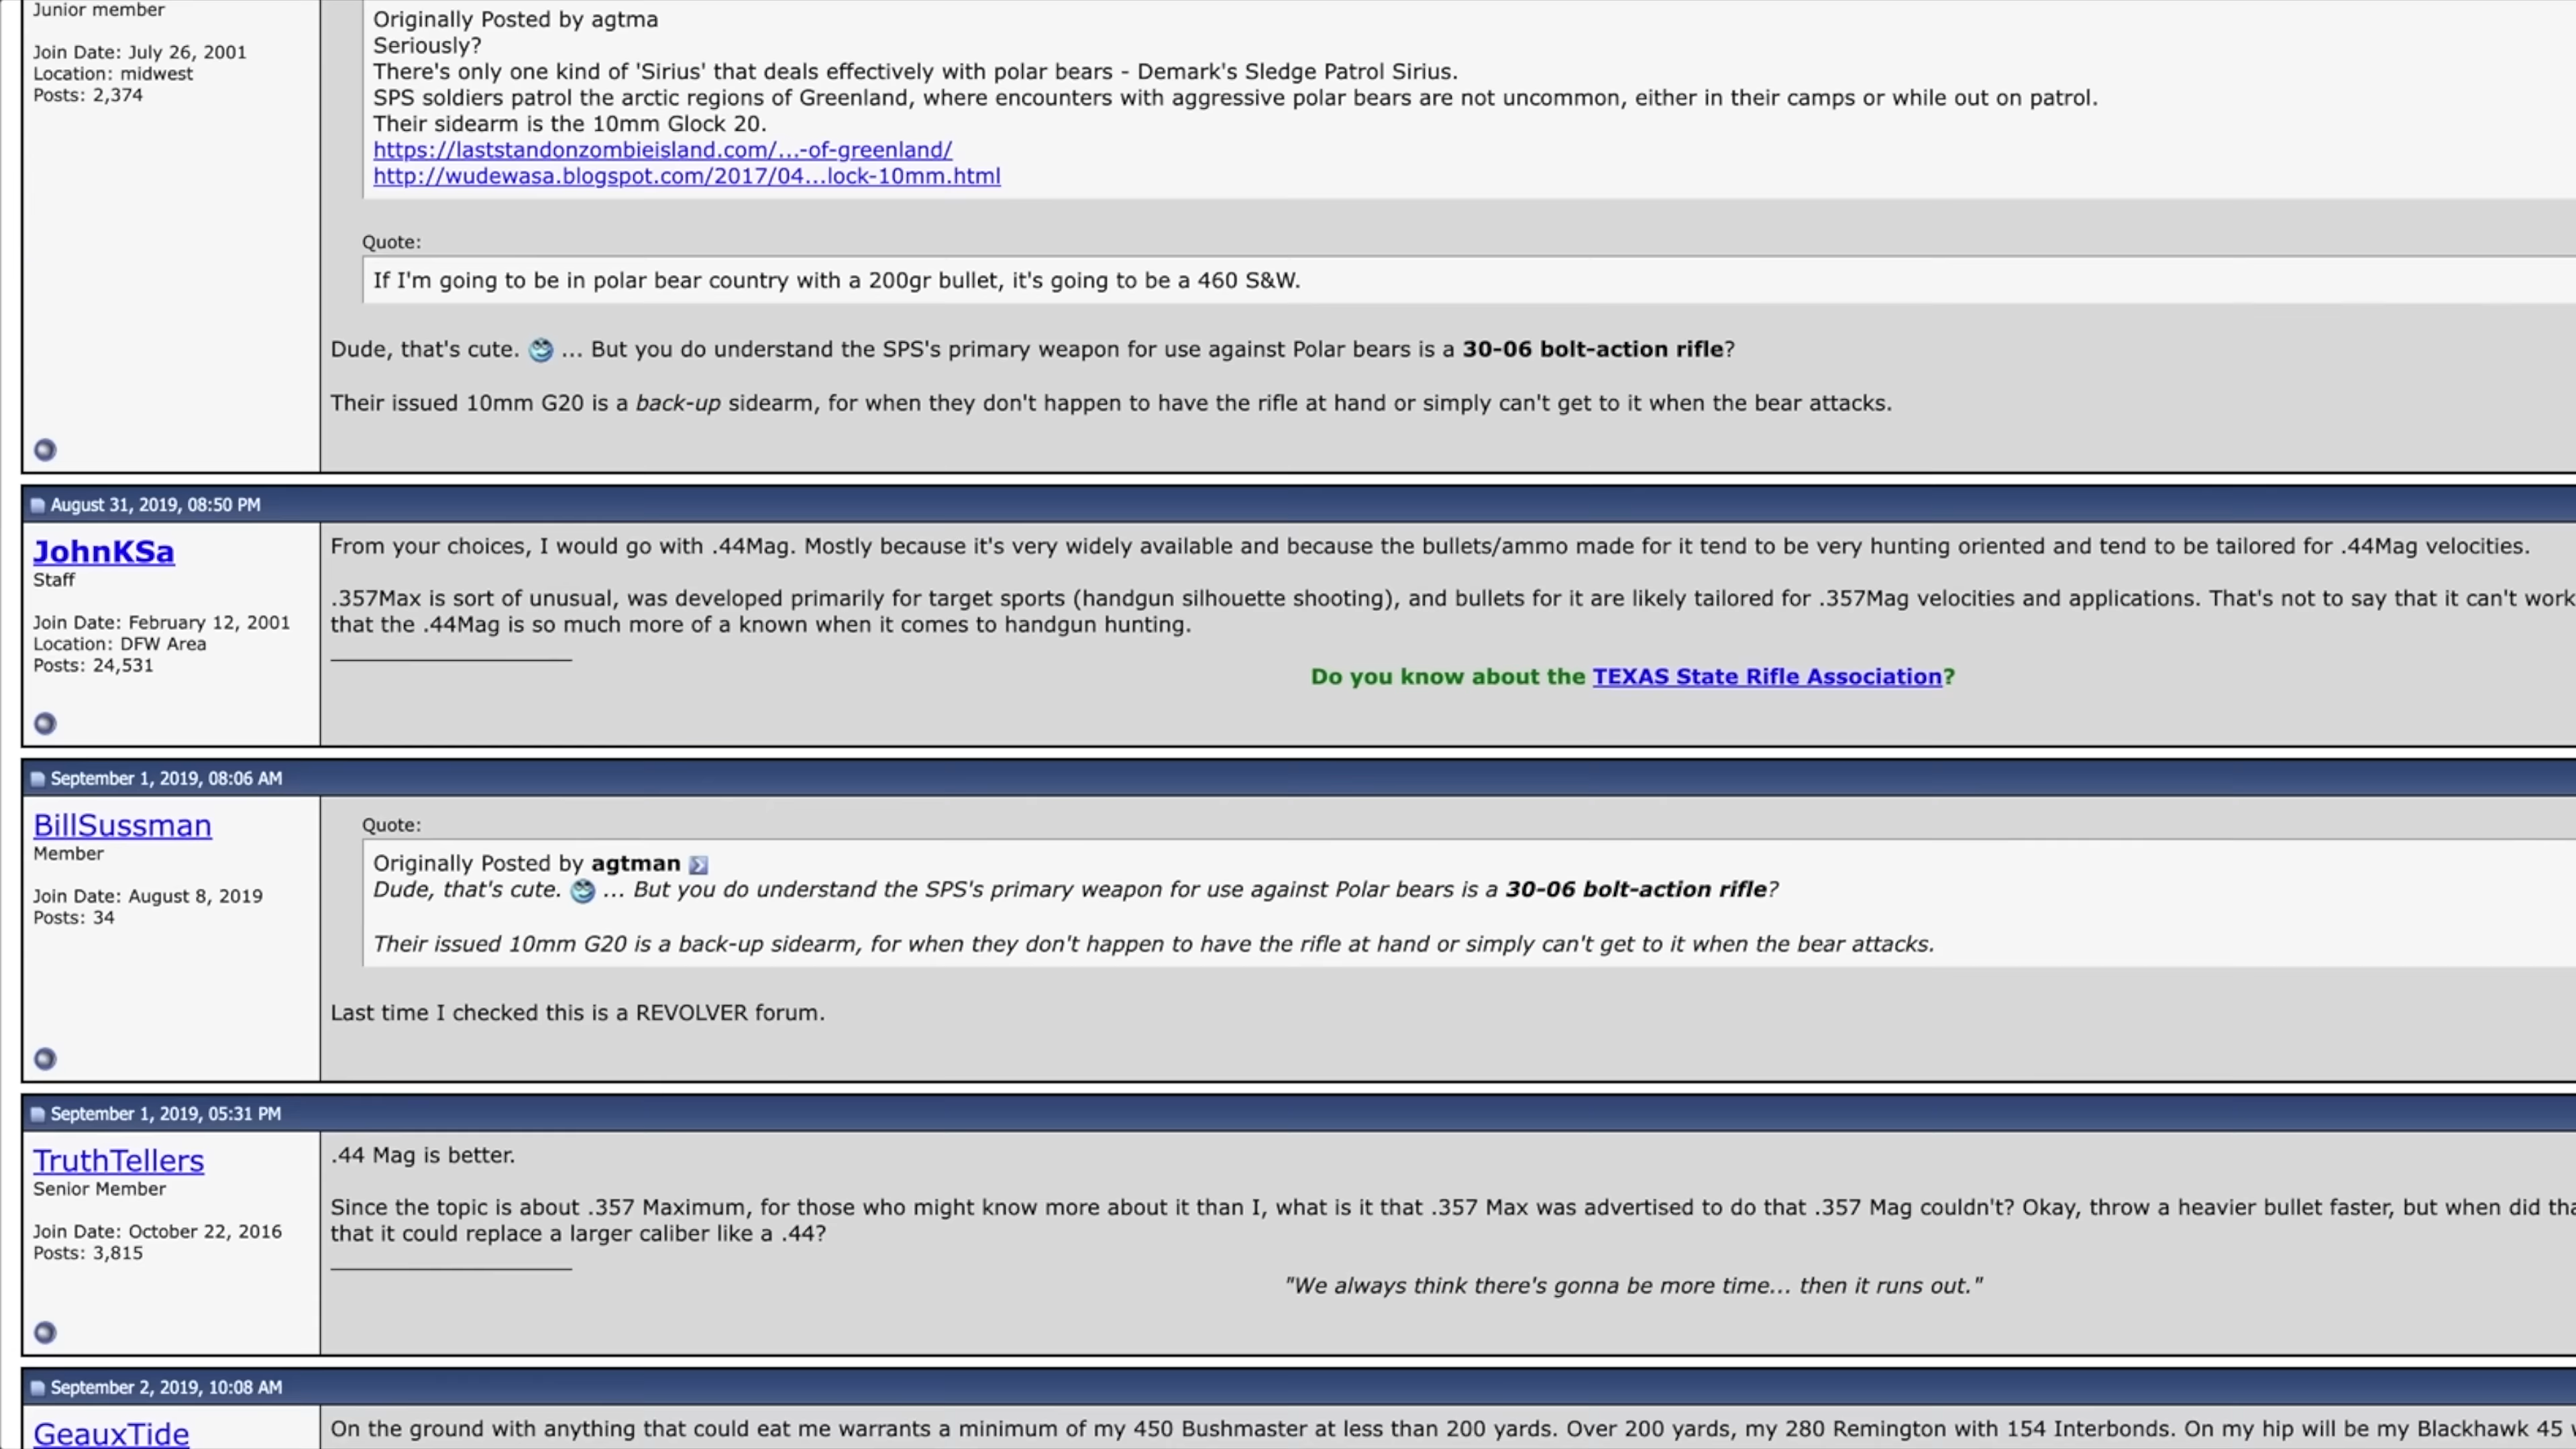 Junior member
Join Date: July 26, 2001
Location: midwest
Posts: 2,374
Originally Posted by agtma
Seriously?
There's only one kind of 'Sirius' that deals effectively with polar bears - Demark's Sledge Patrol Sirius.
SPS soldiers patrol the arctic regions of Greenland, where encounters with aggressive polar bears are not uncommon, either in their camps or while out on patrol.
Their sidearm is the 10mm Glock 20.
https://laststandonzombieisland.com/...-of-greenland/
http://wudewasa.blogspot.com/2017/04...lock-10mm.html
Quote:
If I'm going to be in polar bear country with a 200gr bullet, it's going to be a 460 S&W.
Dude, that's cute. ... But you do understand the SPS's primary weapon for use against Polar bears is a 30-06 bolt-action rifle?
Their issued 10mm G20 is a back-up sidearm, for when they don't happen to have the rifle at hand or simply can't get to it when the bear attacks.
August 31, 2019, 08:50 PM
JohnKSa
Staff
Join Date: February 12, 2001
Location: DFW Area
Posts: 24,531
From your choices, I would go with .44Mag. Mostly because it's very widely available and because the bullets/ammo made for it tend to be very hunting oriented and tend to be tailored for .44Mag velocities.
.357Max is sort of unusual, was developed primarily for target sports (handgun silhouette shooting), and bullets for it are likely tailored for .357Mag velocities and applications. That's not to say that it can't work
that the .44Mag is so much more of a known when it comes to handgun hunting.
Do you know about the TEXAS State Rifle Association?
September 1, 2019, 08:06 AM
BillSussman
Member
Join Date: August 8, 2019
Posts: 34
Quote:
Originally Posted by agtman
Dude, that's cute. ... But you do understand the SPS's primary weapon for use against Polar bears is a 30-06 bolt-action rifle?
Their issued 10mm G20 is a back-up sidearm, for when they don't happen to have the rifle at hand or simply can't get to it when the bear attacks.
Last time I checked this is a REVOLVER forum.
September 1, 2019, 05:31 PM
TruthTellers
Senior Member
Join Date: October 22, 2016
Posts: 3,815
.44 Mag is better.
Since the topic is about .357 Maximum, for those who might know more about it than I, what is it that .357 Max was advertised to do that .357 Mag couldn't? Okay, throw a heavier bullet faster, but when did tha
that it could replace a larger caliber like a .44?
"We always think there's gonna be more time... then it runs out."
September 2, 2019, 10:08 AM
GeauxTide
On the ground with anything that could eat me warrants a minimum of my 450 Bushmaster at less than 200 yards. Over 200 yards, my 280 Remington with 154 Interbonds. On my hip will be my Blackhawk 45